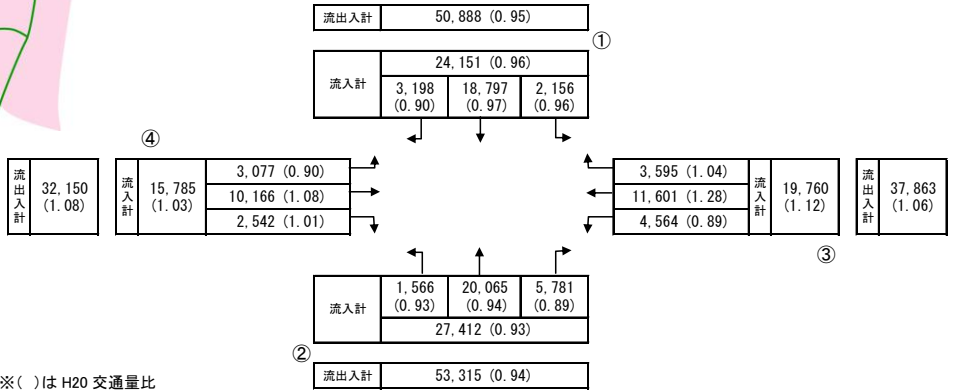 流出入計 50,888 (0.95)
①
流入計 24,151 (0.96)
3,198 (0.90) 18,797 (0.97) 2,156 (0.96)
④
流出入計 32,150 (1.08)
流入計 15,785 (1.03)
3,077 (0.90)
10,166 (1.08)
2,542 (1.01)
3,595 (1.04)
11,601 (1.28)
4,564 (0.89)
流入計 19,760 (1.12)
流出入計 37,863 (1.06)
③
流入計 1,566 (0.93) 20,065 (0.94) 5,781 (0.89)
27,412 (0.93)
②
流出入計 53,315 (0.94)
※( )は H20 交通量比